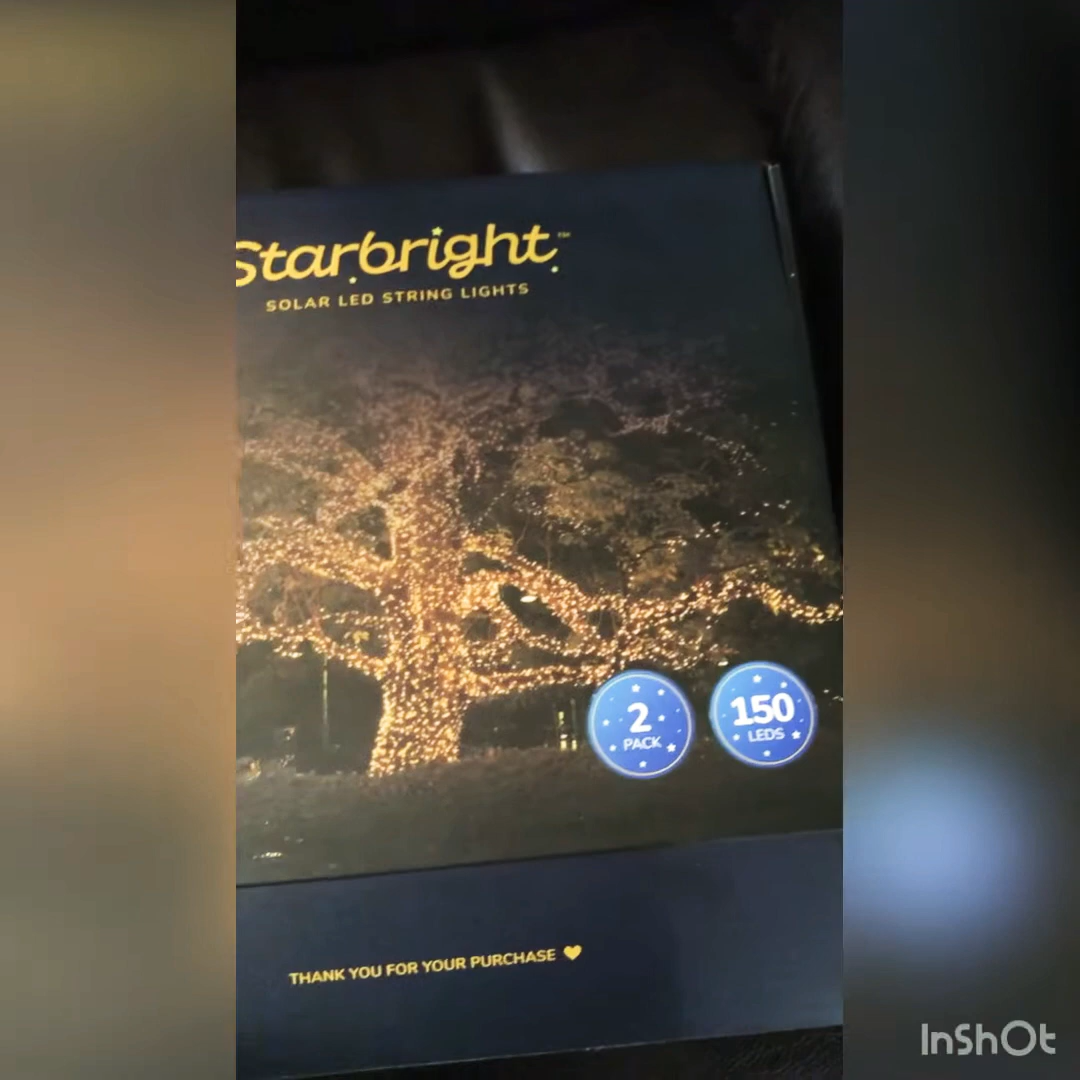 Starbright™
SOLAR LED STRING LIGHTS
2
PACK
150
LEDS
THANK YOU FOR YOUR PURCHASE
InShOt